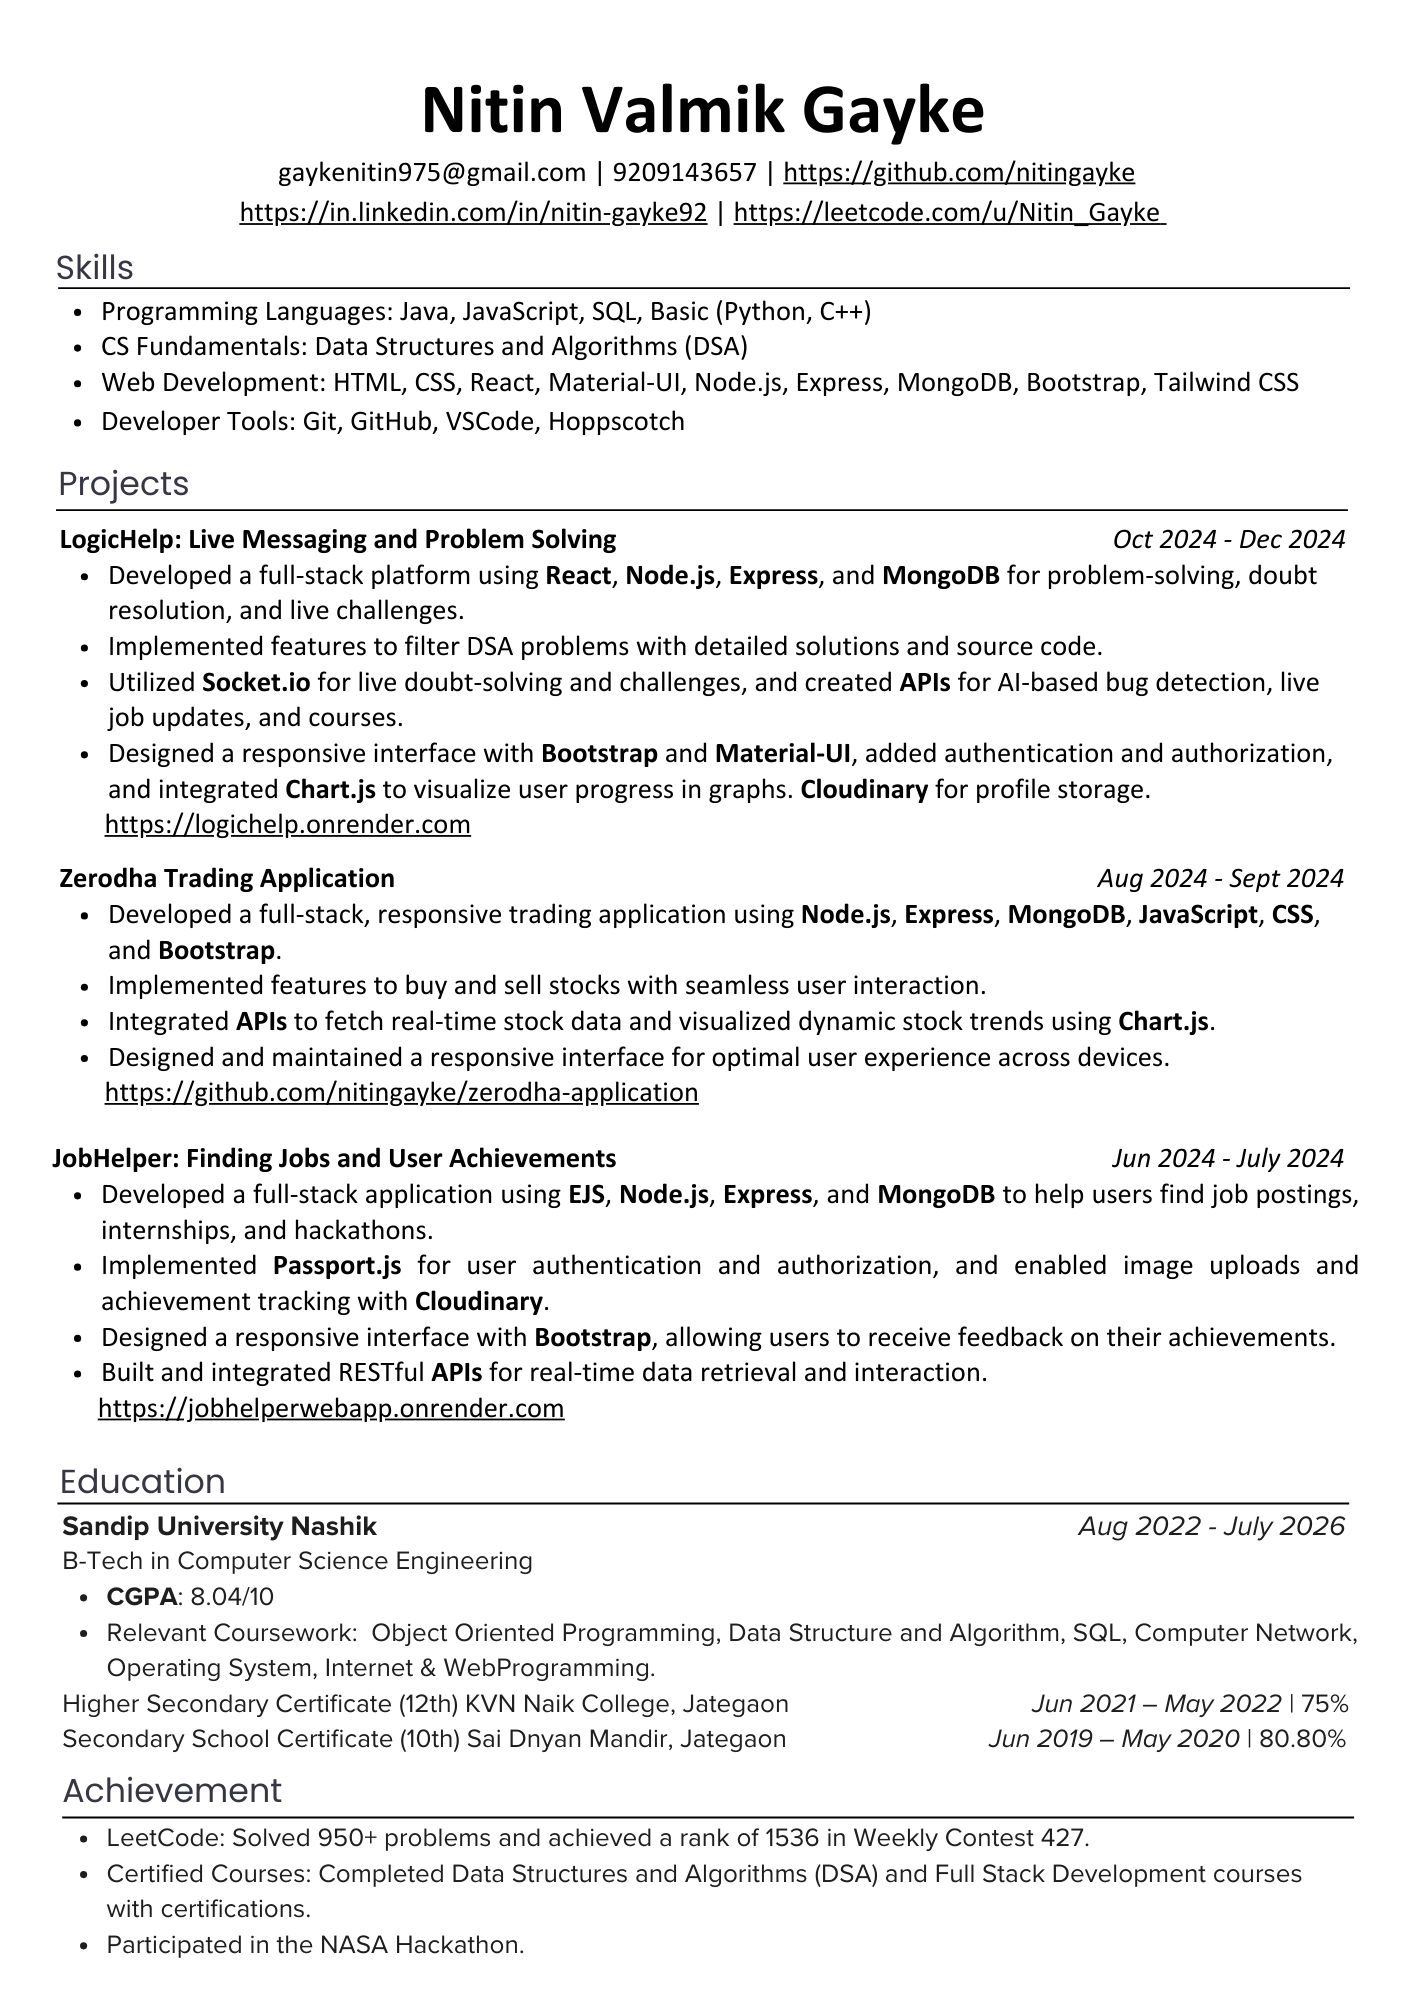 Nitin Valmik Gayke
gaykenitin975@gmail.com | 9209143657 | https://github.com/nitingayke
https://in.linkedin.com/in/nitin-gayke92 | https://leetcode.com/u/Nitin_Gayke
Skills
• Programming Languages: Java, JavaScript, SQL, Basic (Python, C++)
• CS Fundamentals: Data Structures and Algorithms (DSA)
• Web Development: HTML, CSS, React, Material-UI, Node.js, Express, MongoDB, Bootstrap, Tailwind CSS
• Developer Tools: Git, GitHub, VSCode, Hoppscotch
Projects
LogicHelp: Live Messaging and Problem Solving Oct 2024 - Dec 2024
• Developed a full-stack platform using React, Node.js, Express, and MongoDB for problem-solving, doubt
resolution, and live challenges.
• Implemented features to filter DSA problems with detailed solutions and source code.
• Utilized Socket.io for live doubt-solving and challenges, and created APIs for AI-based bug detection, live
job updates, and courses.
• Designed a responsive interface with Bootstrap and Material-UI, added authentication and authorization,
and integrated Chart.js to visualize user progress in graphs. Cloudinary for profile storage.
https://logichelp.onrender.com
Zerodha Trading Application Aug 2024 - Sept 2024
• Developed a full-stack, responsive trading application using Node.js, Express, MongoDB, JavaScript, CSS,
and Bootstrap.
• Implemented features to buy and sell stocks with seamless user interaction.
• Integrated APIs to fetch real-time stock data and visualized dynamic stock trends using Chart.js.
• Designed and maintained a responsive interface for optimal user experience across devices.
https://github.com/nitingayke/zerodha-application
JobHelper: Finding Jobs and User Achievements Jun 2024 - July 2024
• Developed a full-stack application using EJS, Node.js, Express, and MongoDB to help users find job postings,
internships, and hackathons.
• Implemented Passport.js for user authentication and authorization, and enabled image uploads and
achievement tracking with Cloudinary.
• Designed a responsive interface with Bootstrap, allowing users to receive feedback on their achievements.
• Built and integrated RESTful APIs for real-time data retrieval and interaction.
https://jobhelperwebapp.onrender.com
Education
Sandip University Nashik Aug 2022 - July 2026
B-Tech in Computer Science Engineering
• CGPA: 8.04/10
• Relevant Coursework: Object Oriented Programming, Data Structure and Algorithm, SQL, Computer Network,
Operating System, Internet & WebProgramming.
Higher Secondary Certificate (12th) KVN Naik College, Jategaon Jun 2021 – May 2022 | 75%
Secondary School Certificate (10th) Sai Dnyan Mandir, Jategaon Jun 2019 – May 2020 | 80.80%
Achievement
• LeetCode: Solved 950+ problems and achieved a rank of 1536 in Weekly Contest 427.
• Certified Courses: Completed Data Structures and Algorithms (DSA) and Full Stack Development courses
with certifications.
• Participated in the NASA Hackathon.